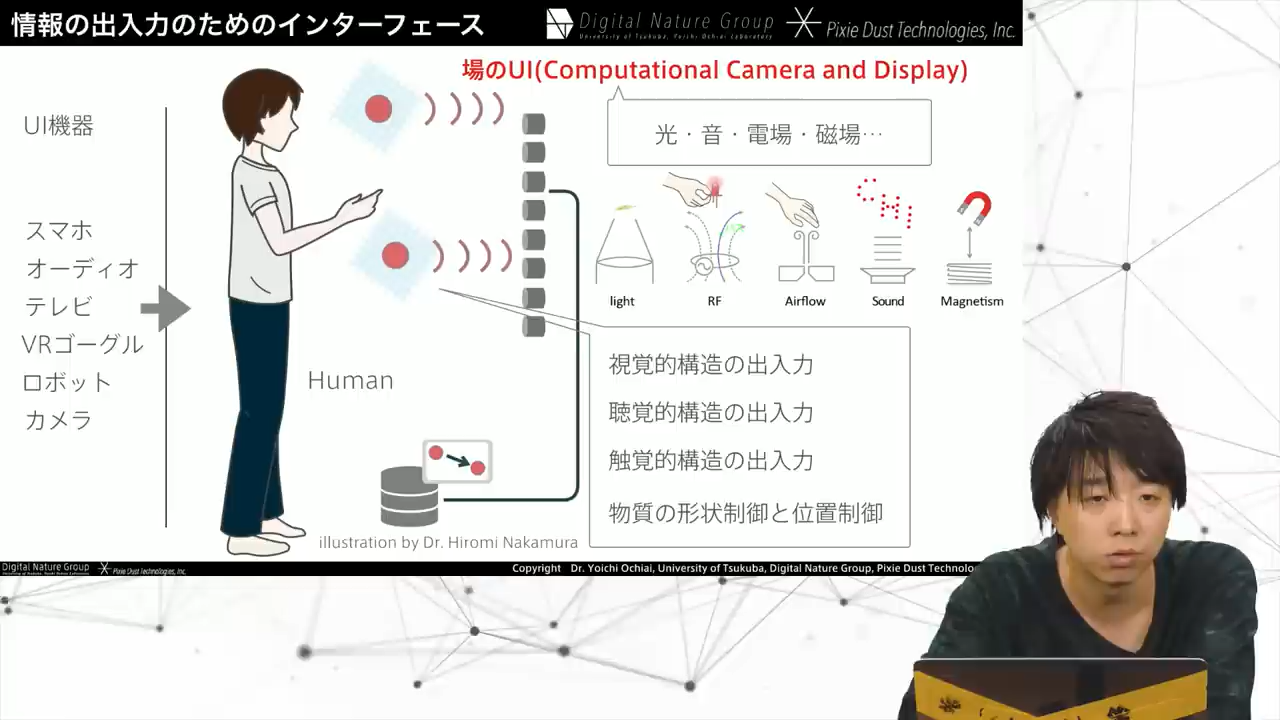 情報の出入力のためのインターフェース
Digital Nature Group
University of Tsukuba, Yoichi Ochiai Laboratory
Pixie Dust Technologies, Inc.
場のUI(Computational Camera and Display)
UI機器
光・音・電場・磁場…
スマホ
オーディオ
テレビ
VRゴーグル
ロボット
カメラ
light
RF
Airflow
Sound
Magnetism
Human
視覚的構造の出入力
聴覚的構造の出入力
触覚的構造の出入力
物質の形状制御と位置制御
illustration by Dr. Hiromi Nakamura
Digital Nature Group
Pixie Dust Technologies, Inc.
Copyright Dr. Yoichi Ochiai, University of Tsukuba, Digital Nature Group, Pixie Dust Technolo